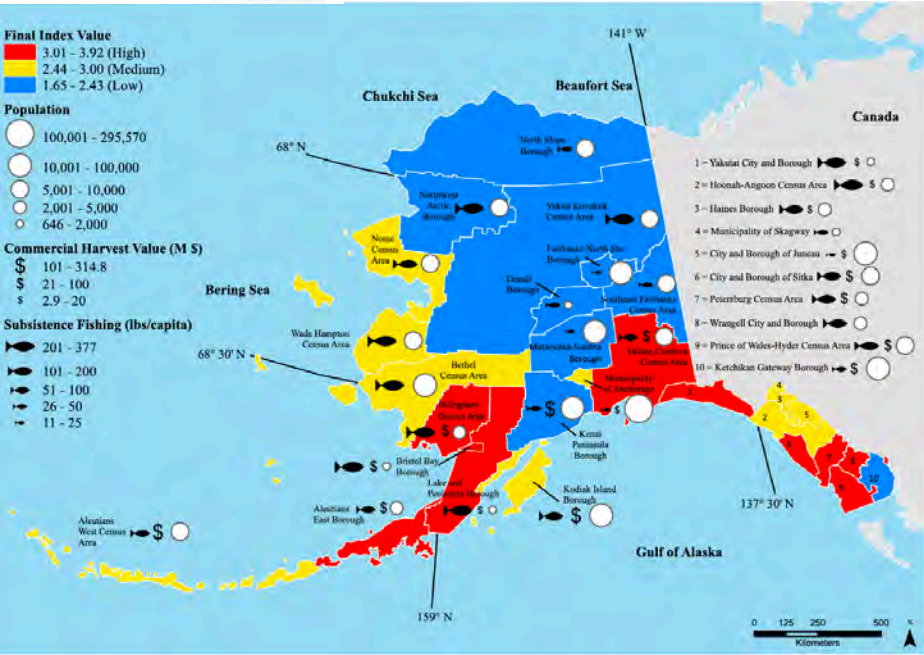 Final Index Value
3.01 - 3.92 (High)
2.44 - 3.00 (Medium)
1.65 - 2.43 (Low)
Population
100,001 - 295,570
10,001 - 100,000
5,001 - 10,000
2,001 - 5,000
646 - 2,000
Commercial Harvest Value (M $)
$ 101 - 314.8
$ 21 - 100
$ 2.9 - 20
Subsistence Fishing (lbs/capita)
201 - 377
101 - 200
51 - 100
26 - 50
11 - 25
141° W
Beaufort Sea
Chukchi Sea
Canada
68° N
North Slope
Borough
Northwest
Arctic
Borough
Yukon Koyukuk
Census Area
Nome
Census
Area
Fairbanks North Star
Borough
Denali
Borough
Southeast Fairbanks
Census Area
Bering Sea
Wade Hampton
Census Area
68° 30' N
Matanuska-Susitna
Borough
Valdez-Cordova
Census Area
$
Bethel
Census Area
Municipality
of Anchorage
$
Dillingham
Census Area
$
Kenai
Peninsula
Borough
$
Bristol Bay
Borough
$
Lake and
Peninsula Borough
$
Kodiak Island
Borough
$
Aleutians
East Borough
$
Aleutians
West Census
Area
$
1 = Yakutat City and Borough $
2 = Hoonah-Angoon Census Area $
3 = Haines Borough $
4 = Municipality of Skagway
5 = City and Borough of Juneau $
6 = City and Borough of Sitka $
7 = Petersburg Census Area $
8 = Wrangell City and Borough
9 = Prince of Wales-Hyder Census Area $
10 = Ketchikan Gateway Borough $
1
4
3
2
5
6
7
8
9
10
137° 30' N
Gulf of Alaska
159° N
0 125 250 500
Kilometers
N